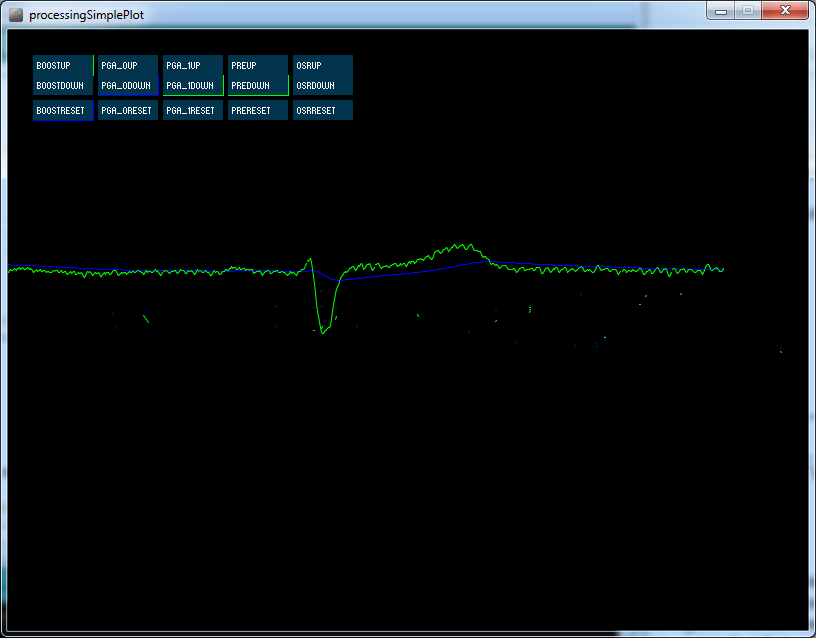 processingSimplePlot
BOOSTUP PGA_0UP PGA_1UP PREUP OSRUP
BOOSTDOWN PGA_0DOWN PGA_1DOWN PREDOWN OSRDOWN
BOOSTRESET PGA_0RESET PGA_1RESET PRERESET OSRRESET